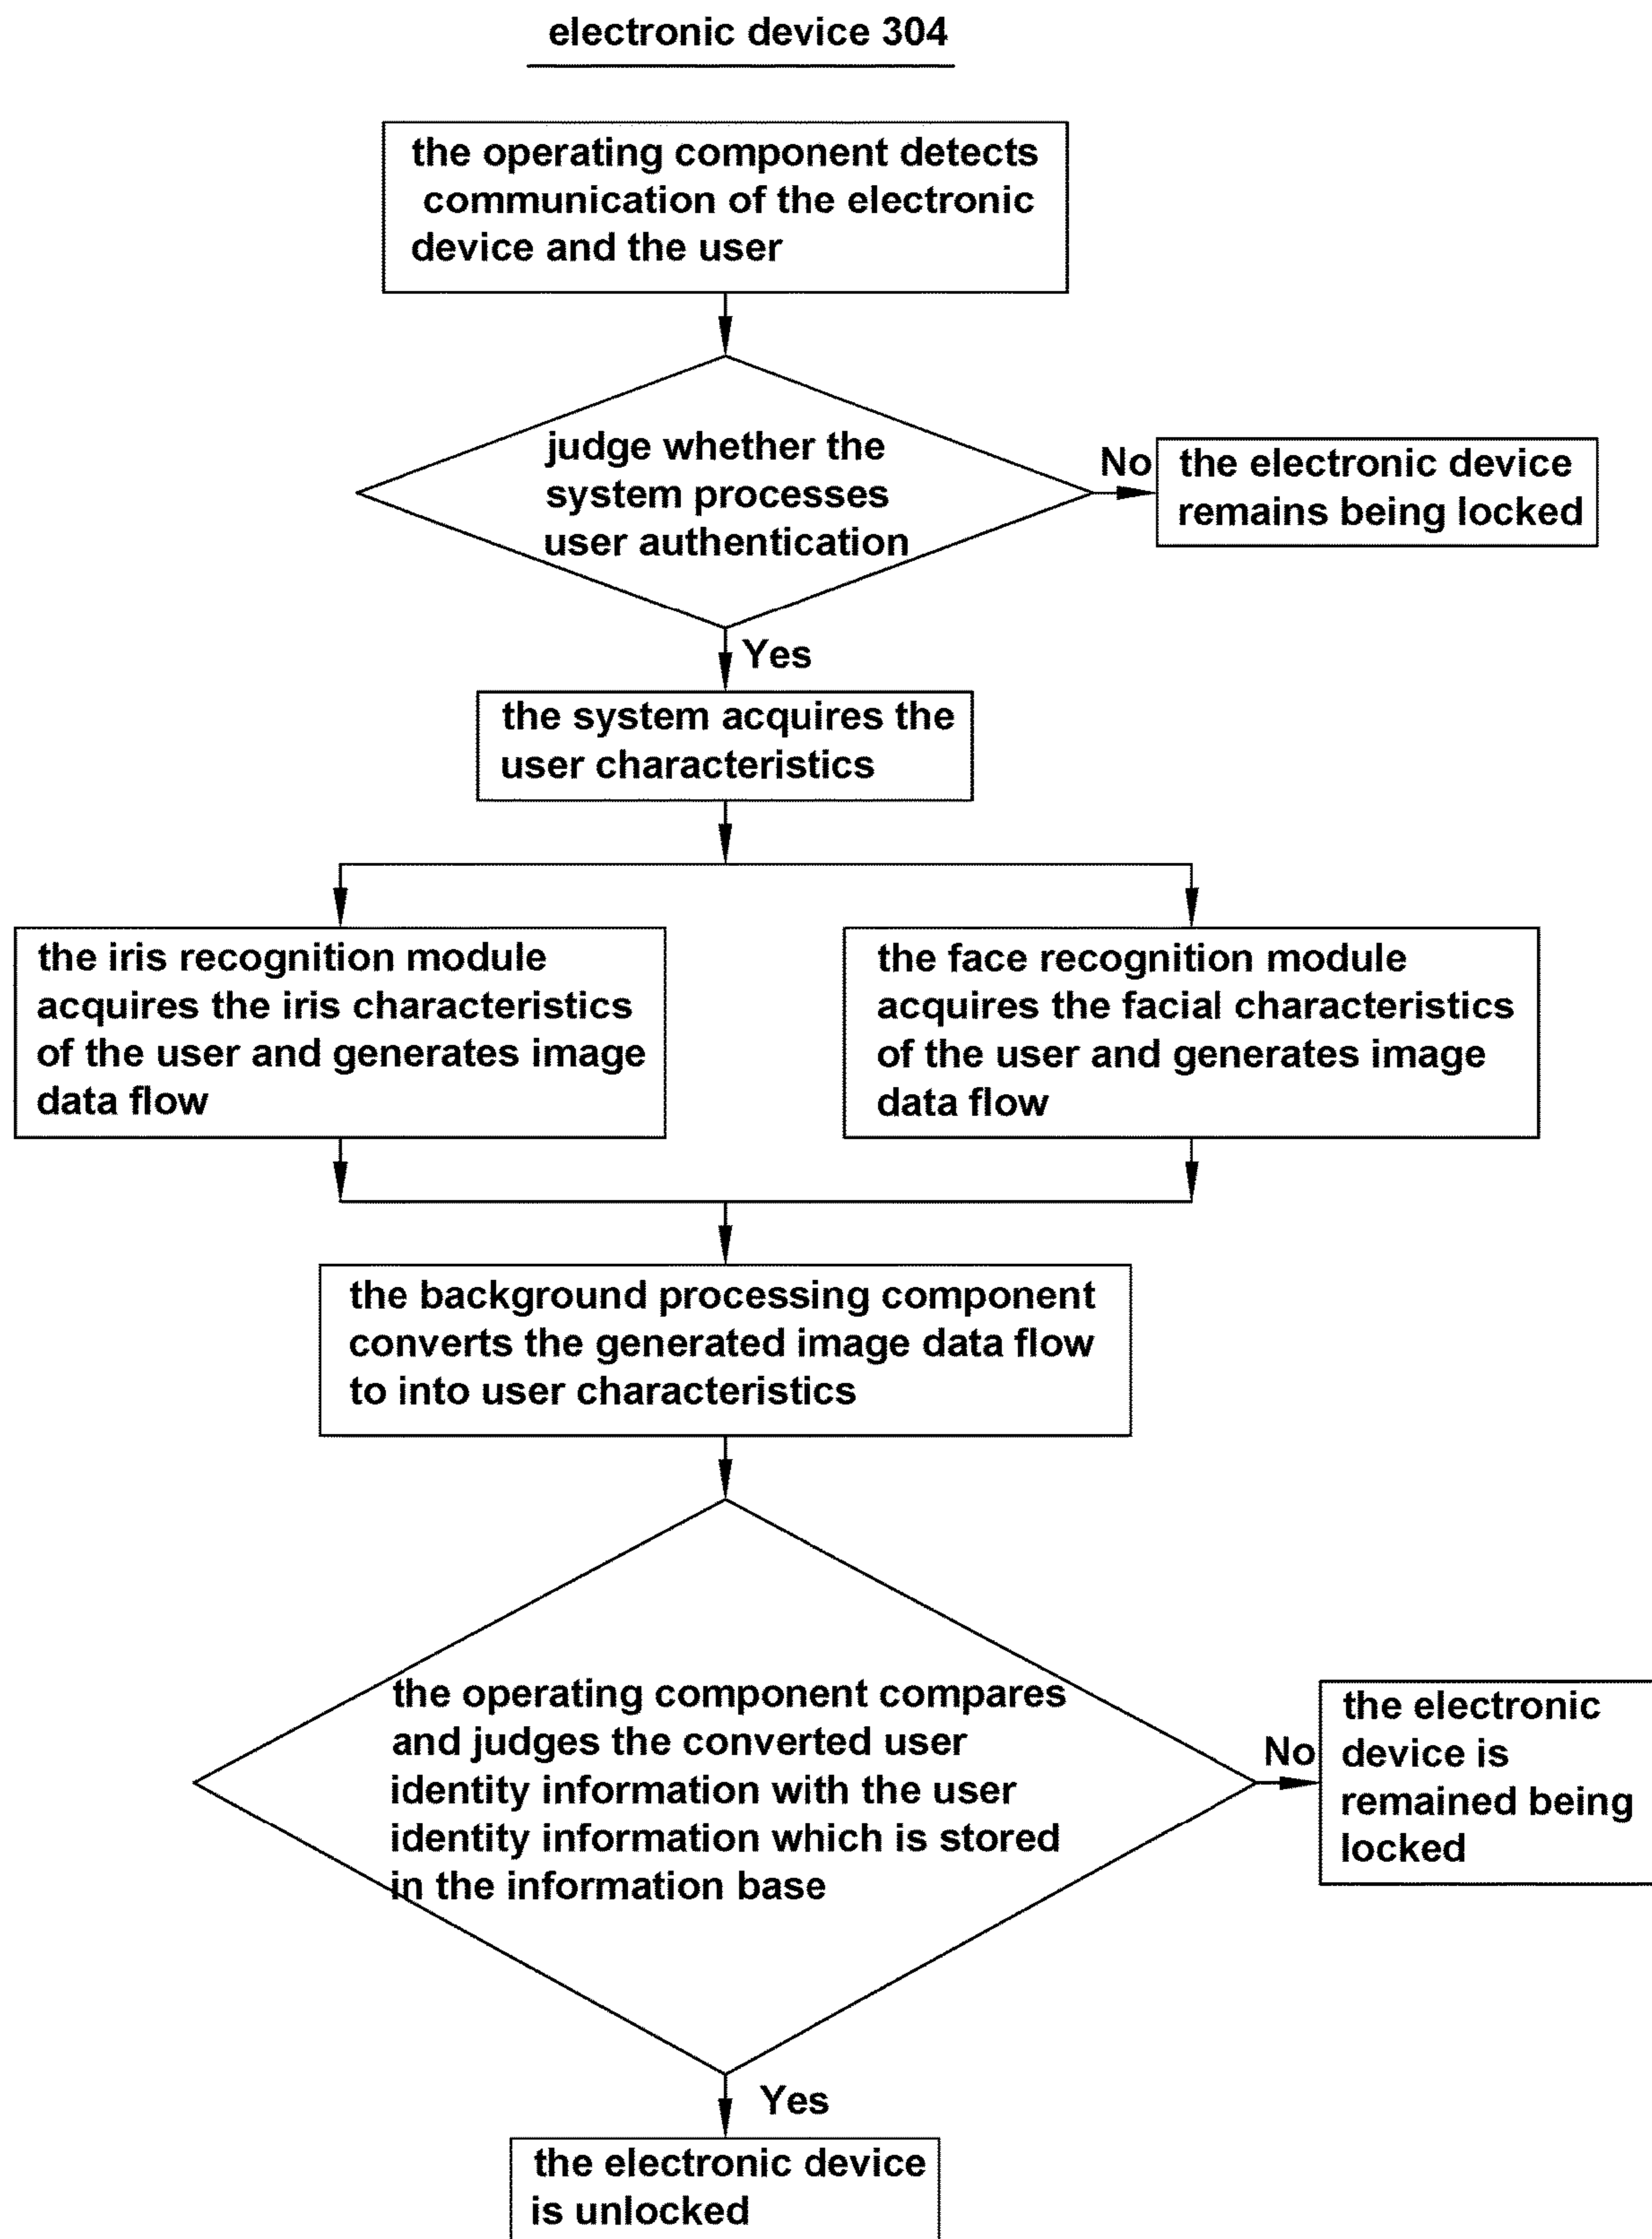 electronic device 304
the operating component detects
communication of the electronic
device and the user
judge whether the
system processes
user authentication
No
the electronic device
remains being locked
Yes
the system acquires the
user characteristics
the iris recognition module
acquires the iris characteristics
of the user and generates image
data flow
the face recognition module
acquires the facial characteristics
of the user and generates image
data flow
the background processing component
converts the generated image data flow
to into user characteristics
the operating component compares
and judges the converted user
identity information with the user
identity information which is stored
in the information base
No
the electronic
device is
remained being
locked
Yes
the electronic device
is unlocked